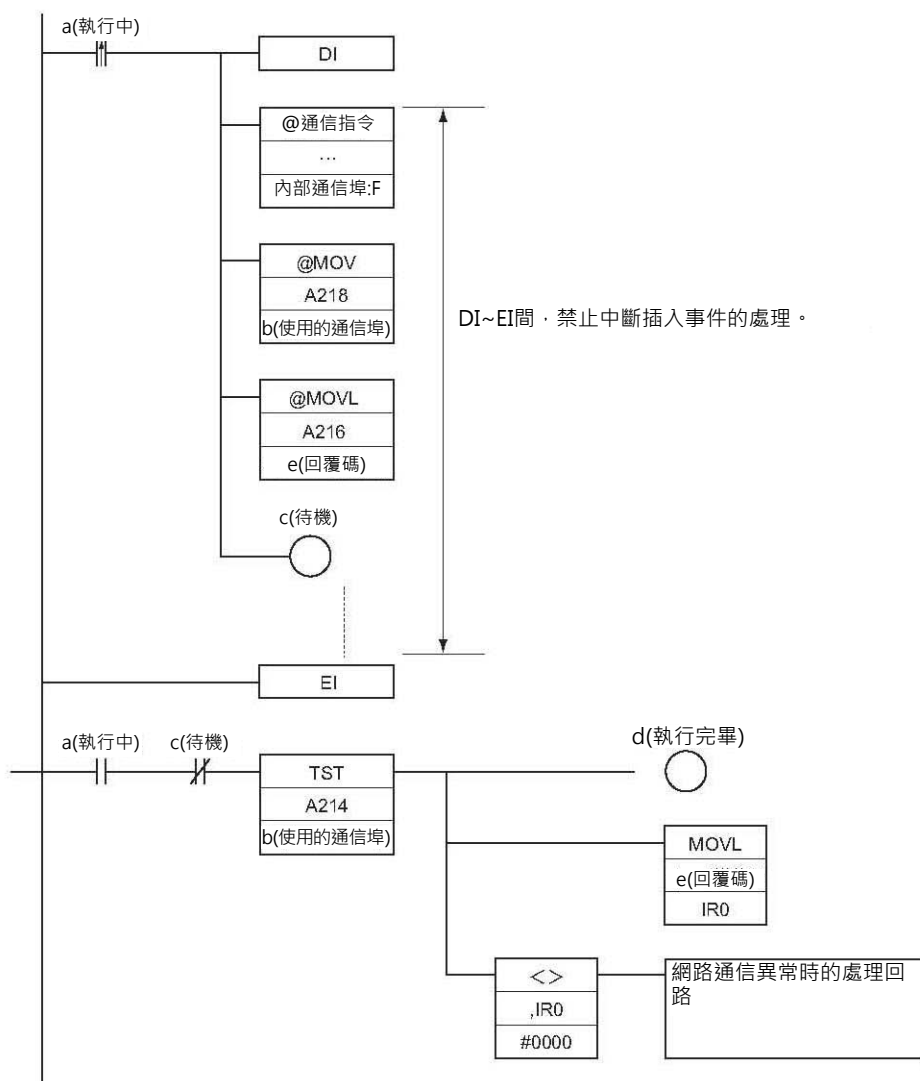 a(執行中)
DI
@通信指令
...
內部通信埠:F
@MOV
A218
b(使用的通信埠)
DI~EI間，禁止中斷插入事件的處理。
@MOVL
A216
e(回覆碼)
c(待機)
EI
a(執行中)
c(待機)
d(執行完畢)
TST
A214
b(使用的通信埠)
MOVL
e(回覆碼)
IR0
<>
,IR0
#0000
網路通信異常時的處理回
路